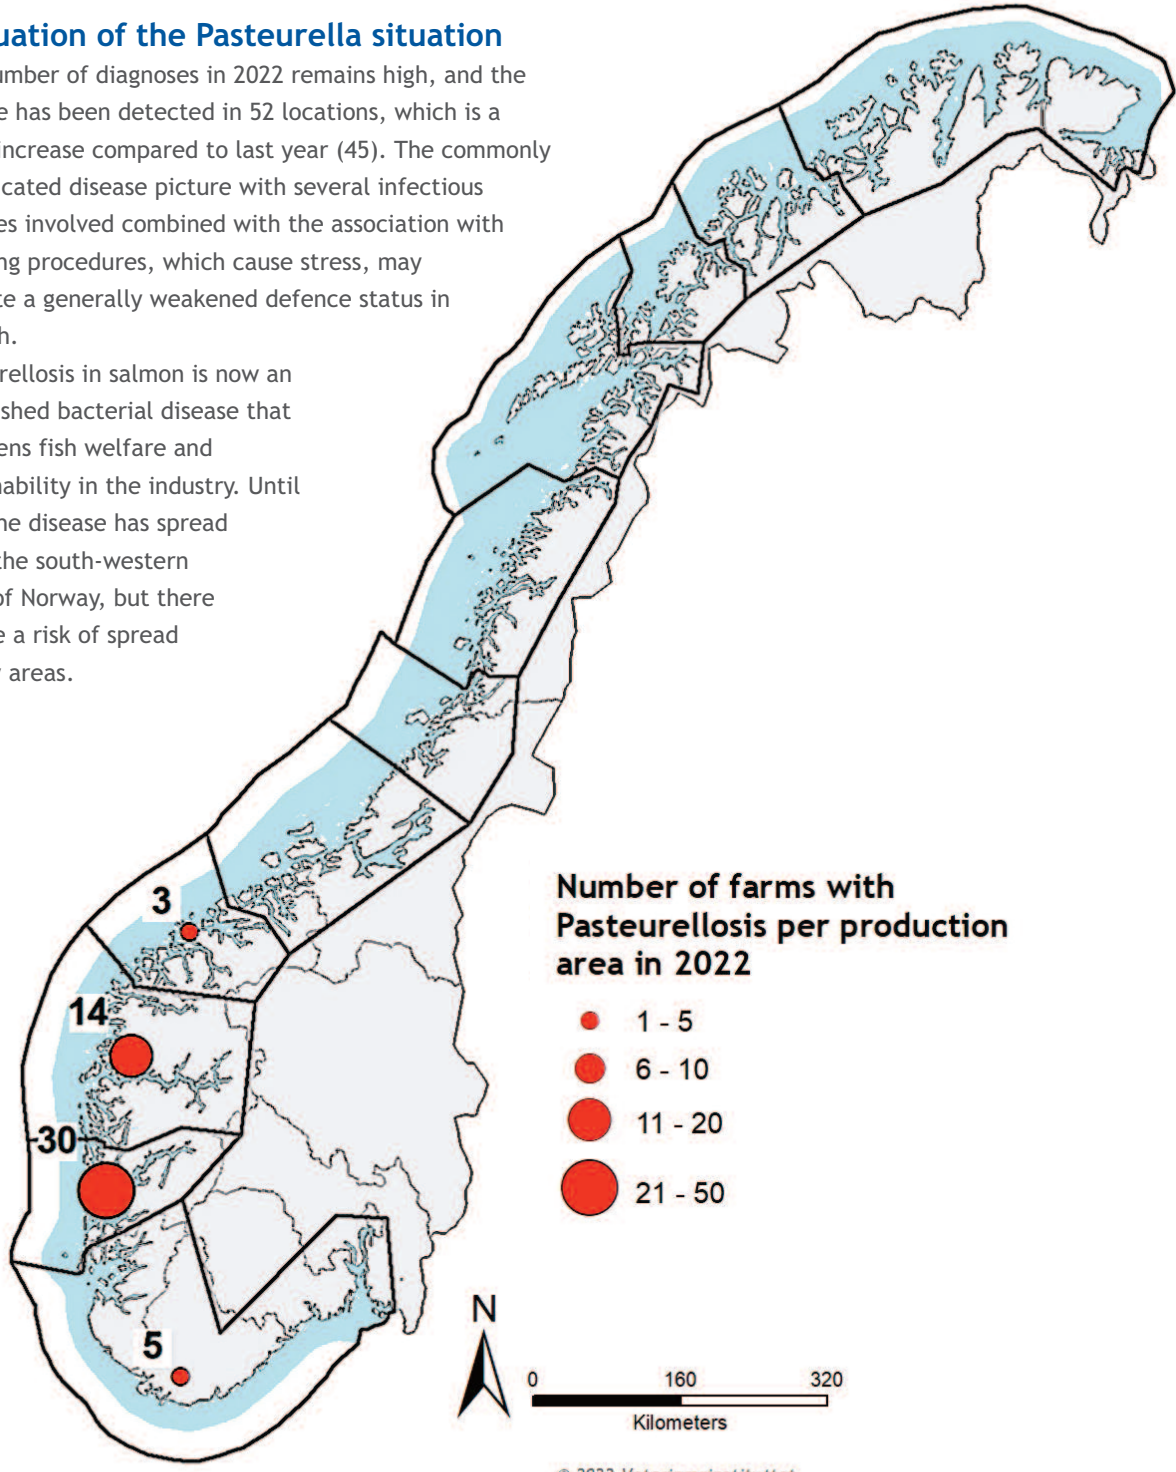 uation of the Pasteurella situation
umber of diagnoses in 2022 remains high, and the
e has been detected in 52 locations, which is a
increase compared to last year (45). The commonly
icated disease picture with several infectious
es involved combined with the association with
ng procedures, which cause stress, may
te a generally weakened defence status in
h.
rellosis in salmon is now an
shed bacterial disease that
ens fish welfare and
nability in the industry. Until
he disease has spread
the south-western
of Norway, but there
e a risk of spread
areas.
3
14
30
5
Number of farms with
Pasteurellosis per production
area in 2022
1 - 5
6 - 10
11 - 20
21 - 50
N
0 160 320
Kilometers